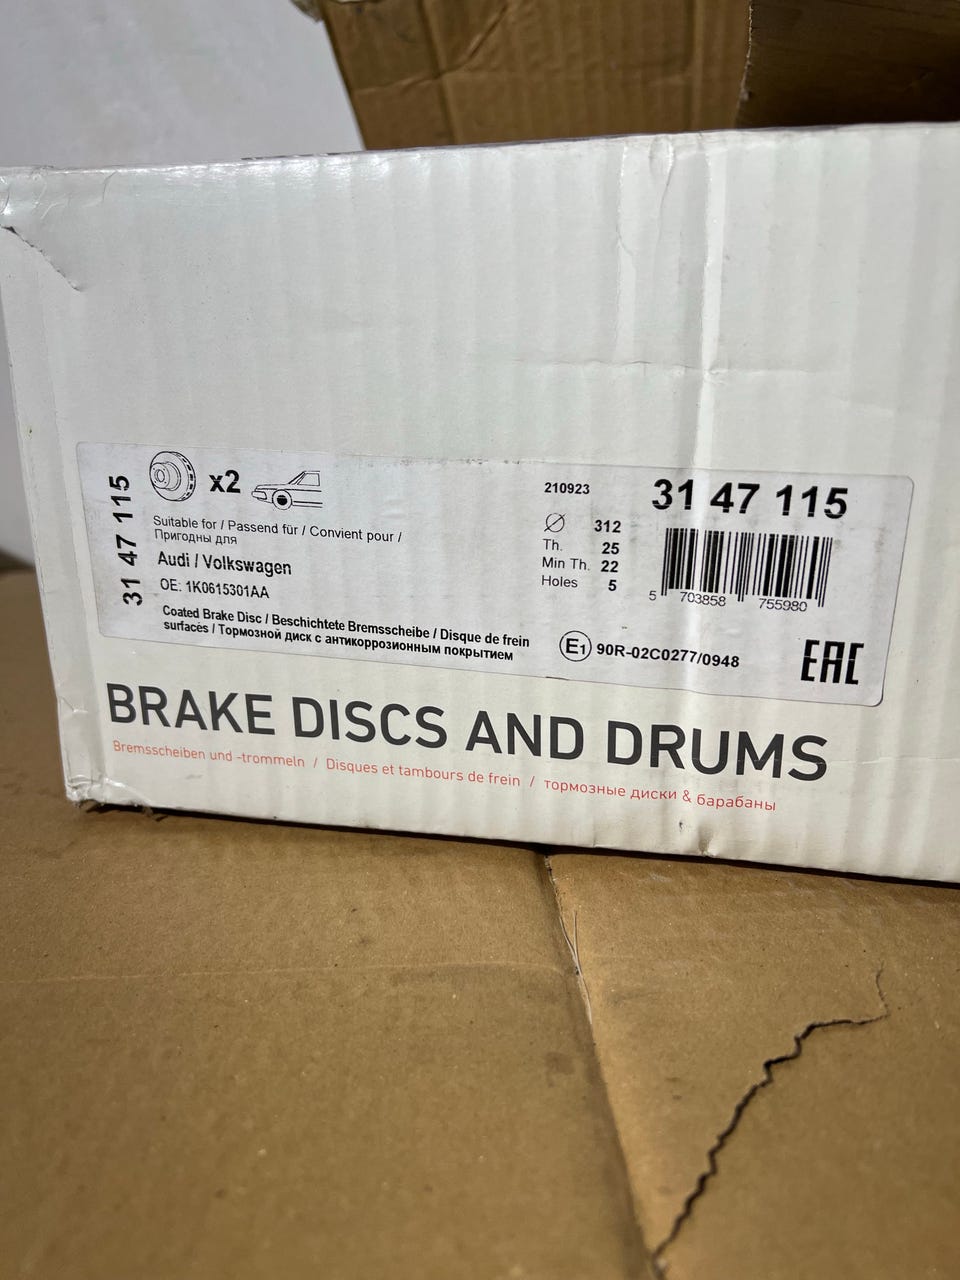 31 47 115
x2
Suitable for / Passend für / Convient pour /
Пригодны для
Audi / Volkswagen
OE: 1K0615301AA
Coated Brake Disc / Beschichtete Bremsscheibe / Disque de frein
surfacés / Тормозной диск с антикоррозионным покрытием
210923
Ø 312
Th. 25
Min Th. 22
Holes 5
31 47 115
5 703858 755980
E1 90R-02C0277/0948
EAC
BRAKE DISCS AND DRUMS
Bremsscheiben und -trommeln / Disques et tambours de frein / тормозные диски & барабаны